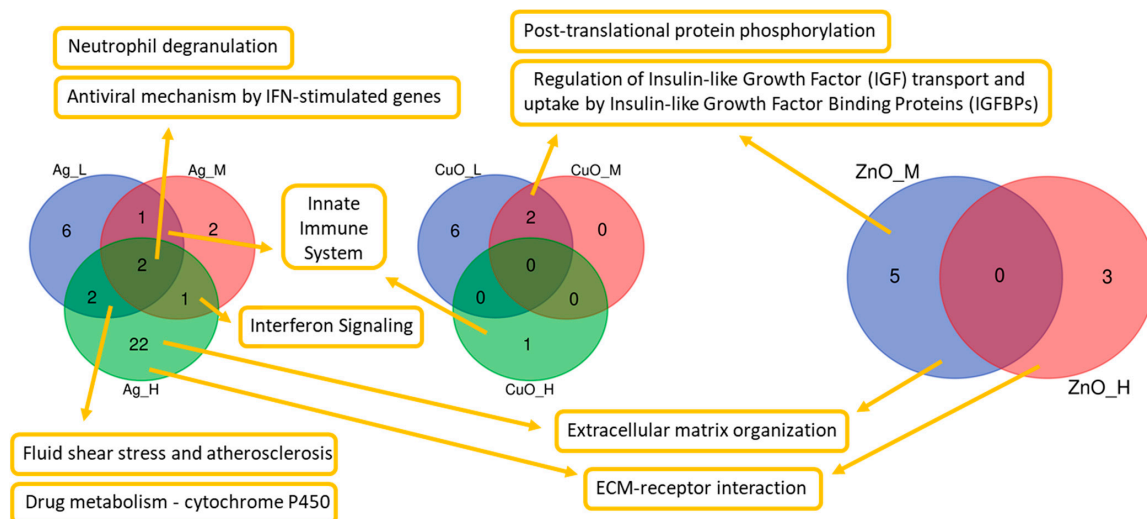 Neutrophil degranulation
Antiviral mechanism by IFN-stimulated genes
Post-translational protein phosphorylation
Regulation of Insulin-like Growth Factor (IGF) transport and
uptake by Insulin-like Growth Factor Binding Proteins (IGFBPs)
Ag_L
Ag_M
6
1
2
2
2
1
22
Ag_H
Innate
Immune
System
Interferon Signaling
CuO_L
CuO_M
6
2
0
0
0
0
1
CuO_H
ZnO_M
5
0
3
ZnO_H
Extracellular matrix organization
ECM-receptor interaction
Fluid shear stress and atherosclerosis
Drug metabolism - cytochrome P450